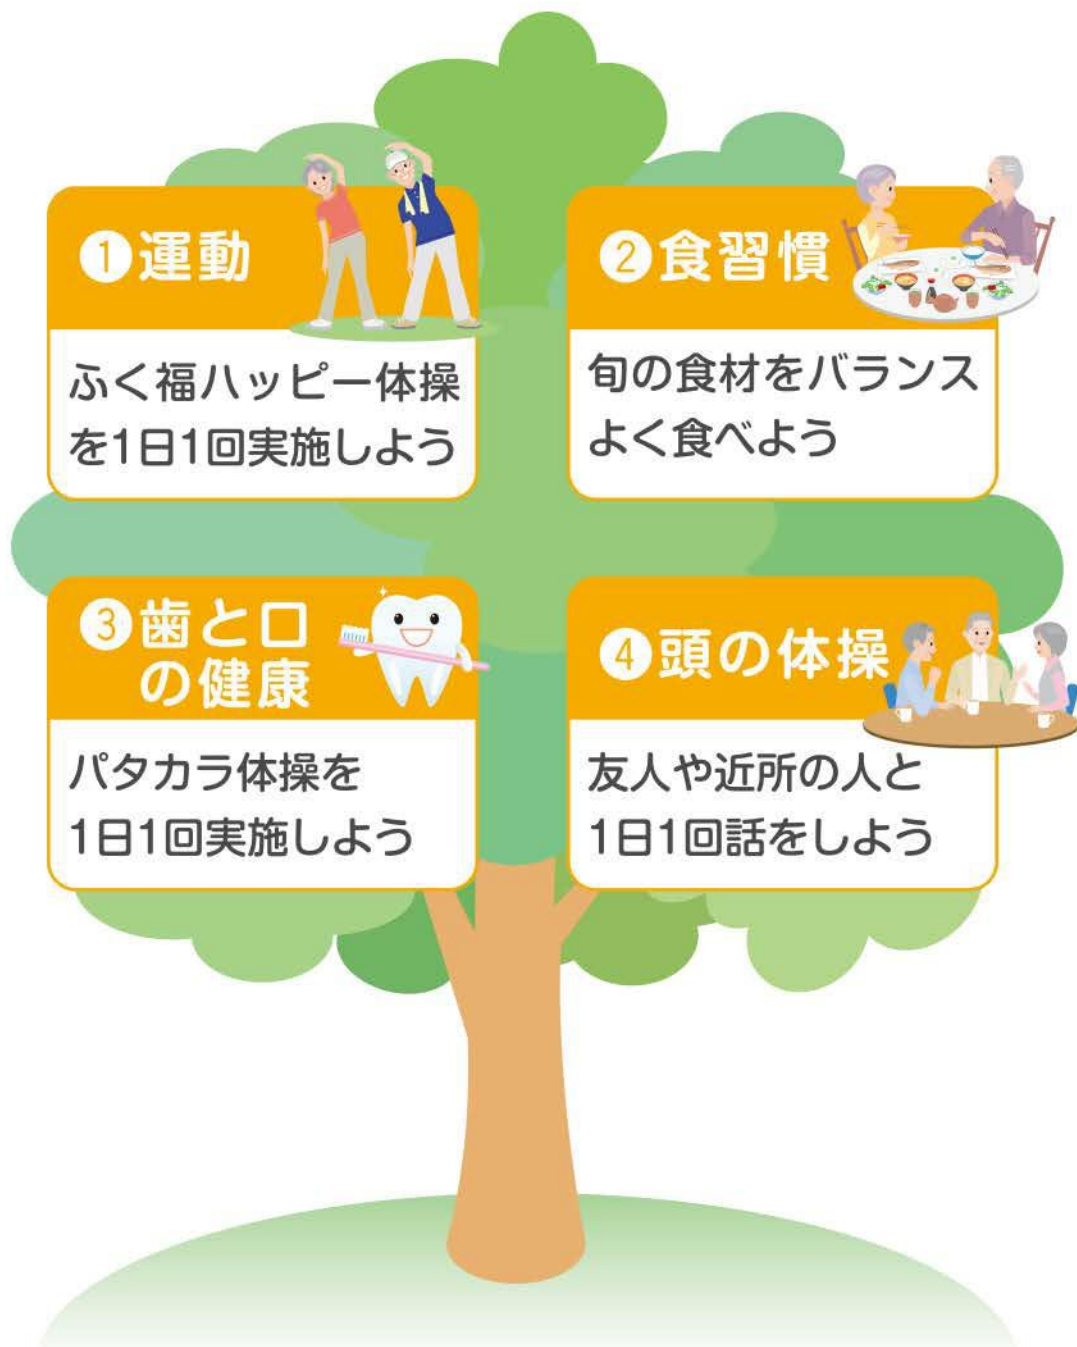 ❶運動
ふく福ハッピー体操
を1日1回実施しよう
❷食習慣
旬の食材をバランス
よく食べよう
❸歯と口
の健康
パタカラ体操を
1日1回実施しよう
❹頭の体操
友人や近所の人と
1日1回話をしよう